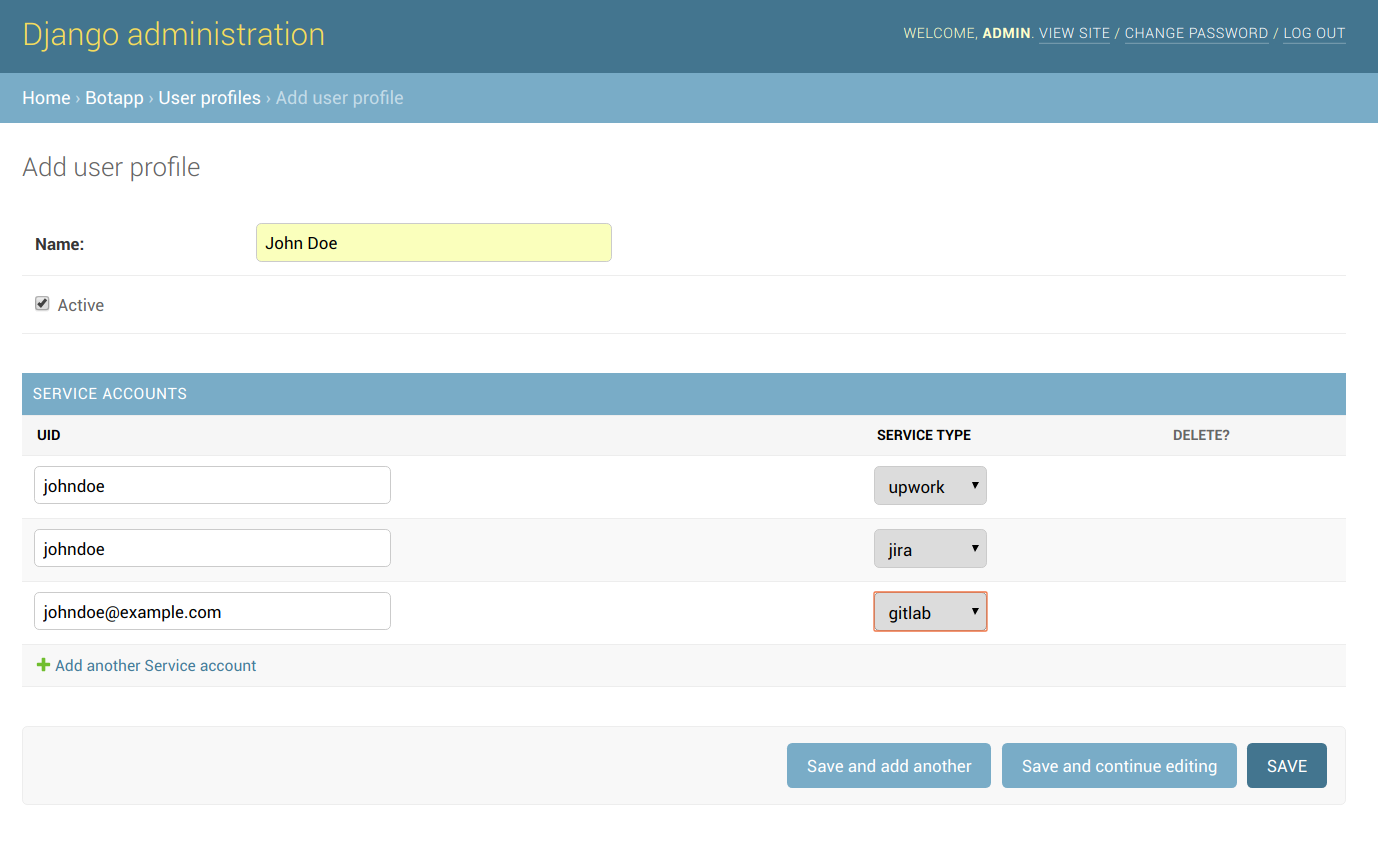 Django administration
WELCOME, ADMIN. VIEW SITE / CHANGE PASSWORD / LOG OUT
Home › Botapp › User profiles › Add user profile
Add user profile
Name:
John Doe
Active
SERVICE ACCOUNTS
UID SERVICE TYPE DELETE?
johndoe upwork
johndoe jira
johndoe@example.com gitlab
Add another Service account
Save and add another Save and continue editing SAVE